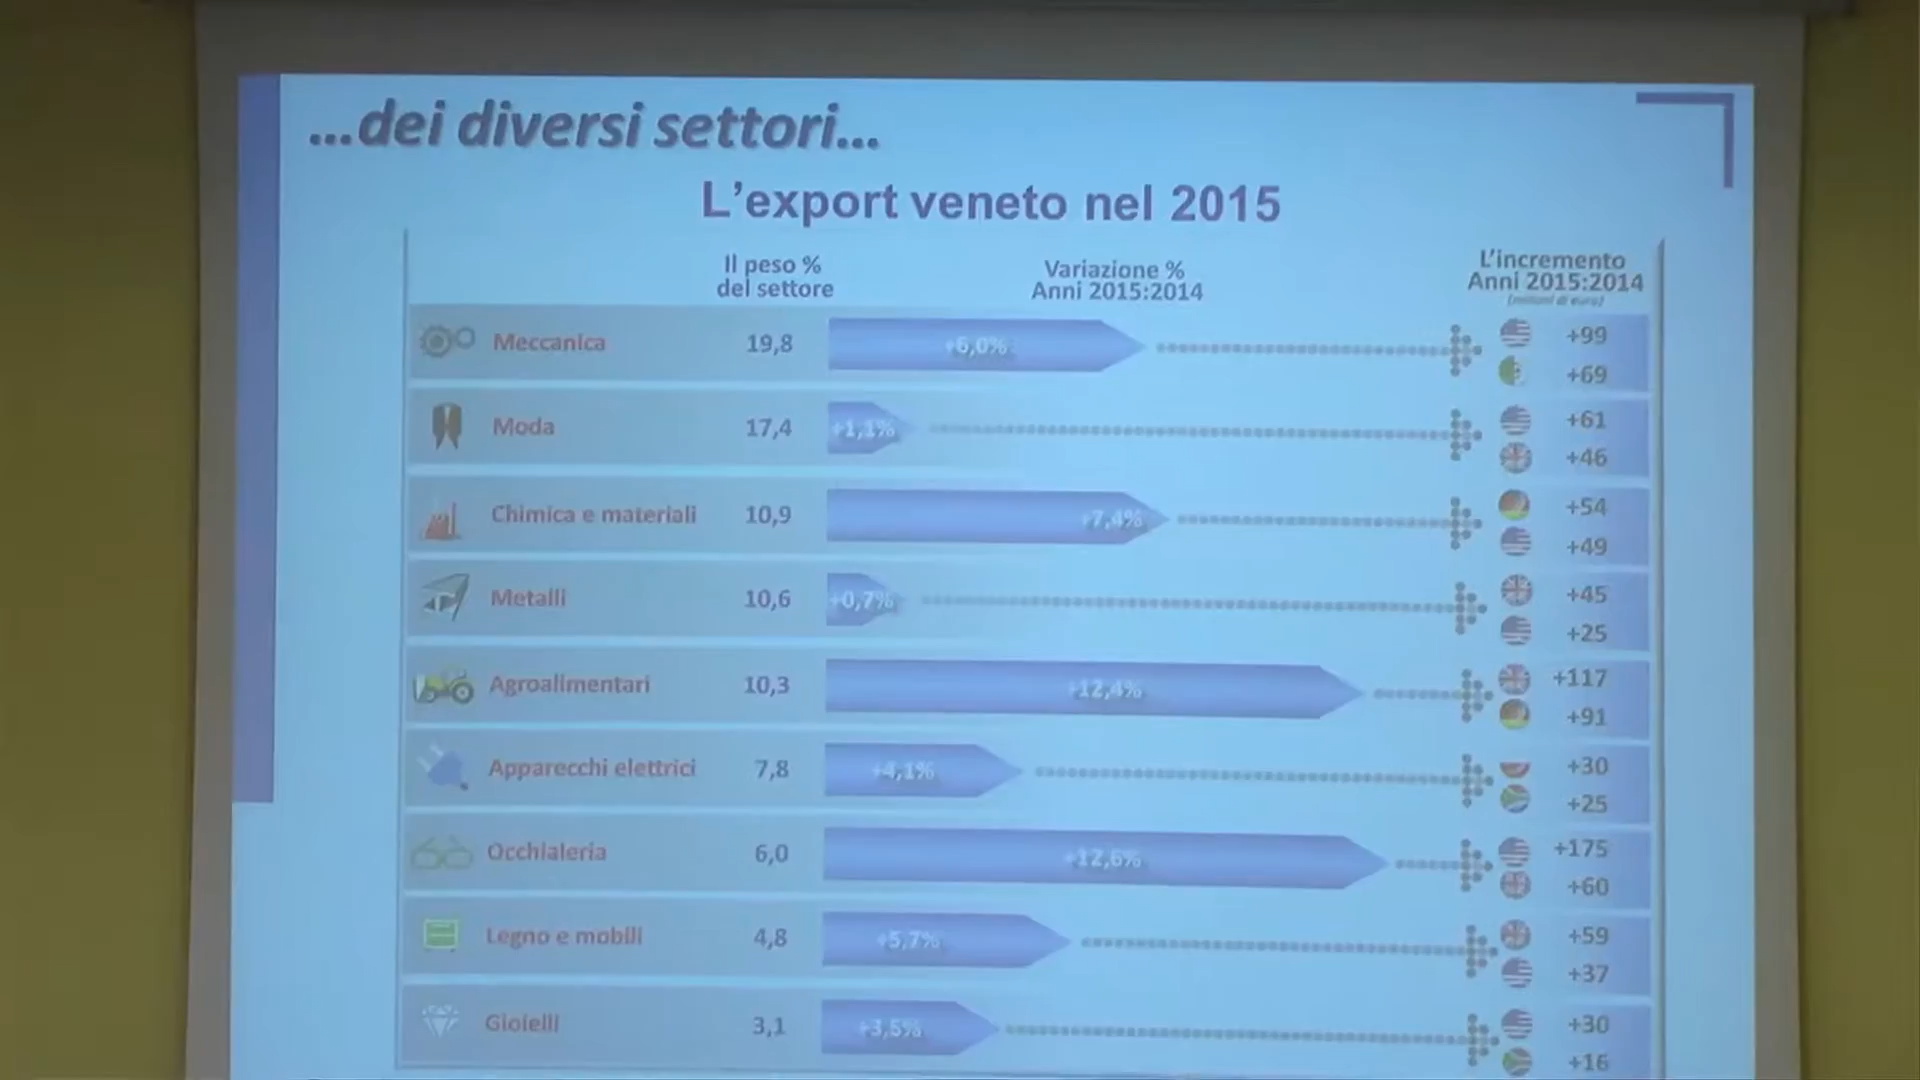 ...dei diversi settori...
L'export veneto nel 2015
Il peso %
del settore
Variazione %
Anni 2015:2014
L'incremento
Anni 2015:2014
(milioni di euro)
Meccanica 19,8 +6,0% +99
+69
Moda 17,4 +1,1% +61
+46
Chimica e materiali 10,9 +7,4% +54
+49
Metalli 10,6 +0,7% +45
+25
Agroalimentari 10,3 +12,4% +117
+91
Apparecchi elettrici 7,8 +4,1% +30
+25
Occhialeria 6,0 +12,6% +175
+60
Legno e mobili 4,8 +5,7% +59
+37
Gioielli 3,1 +3,5% +30
+16